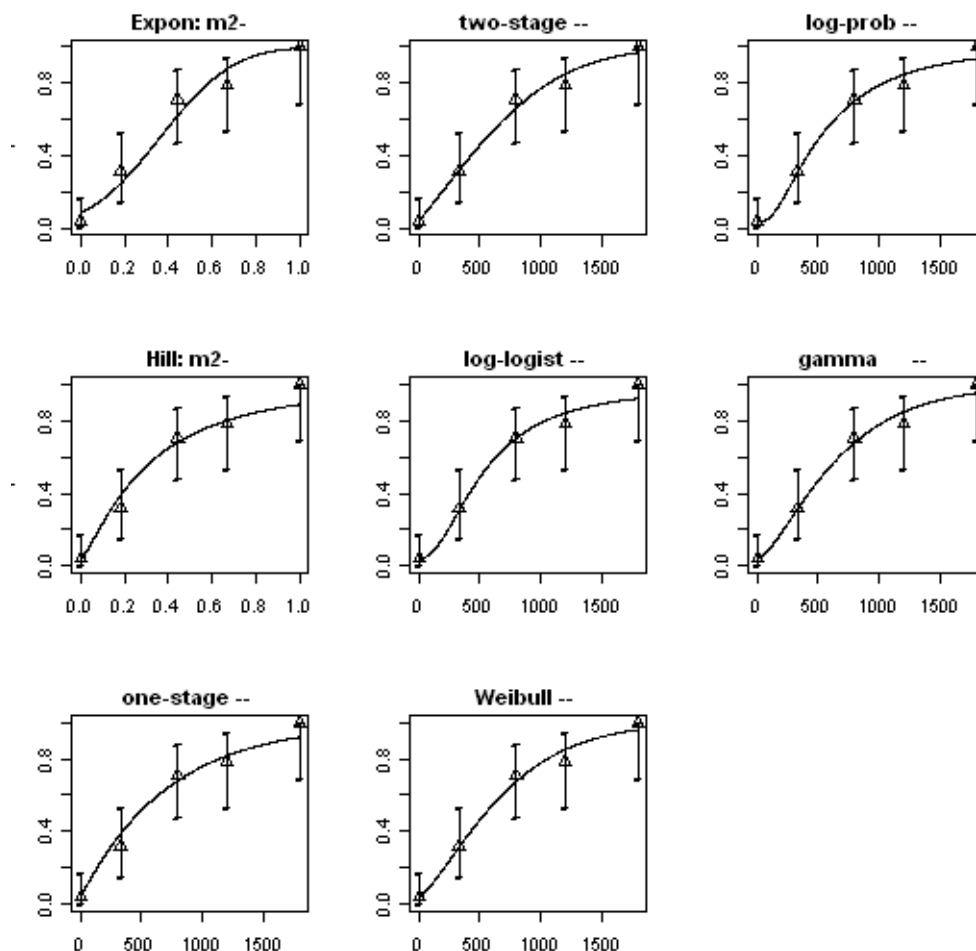 Expon: m2-
two-stage --
log-prob --
0.0 0.4 0.8
0.0 0.4 0.8
0.0 0.4 0.8
0.0 0.2 0.4 0.6 0.8 1.0
0 500 1000 1500
0 500 1000 1500
Hill: m2-
log-logist --
gamma --
0.0 0.4 0.8
0.0 0.4 0.8
0.0 0.4 0.8
0.0 0.2 0.4 0.6 0.8 1.0
0 500 1000 1500
0 500 1000 1500
one-stage --
Weibull --
0.0 0.4 0.8
0.0 0.4 0.8
0 500 1000 1500
0 500 1000 1500